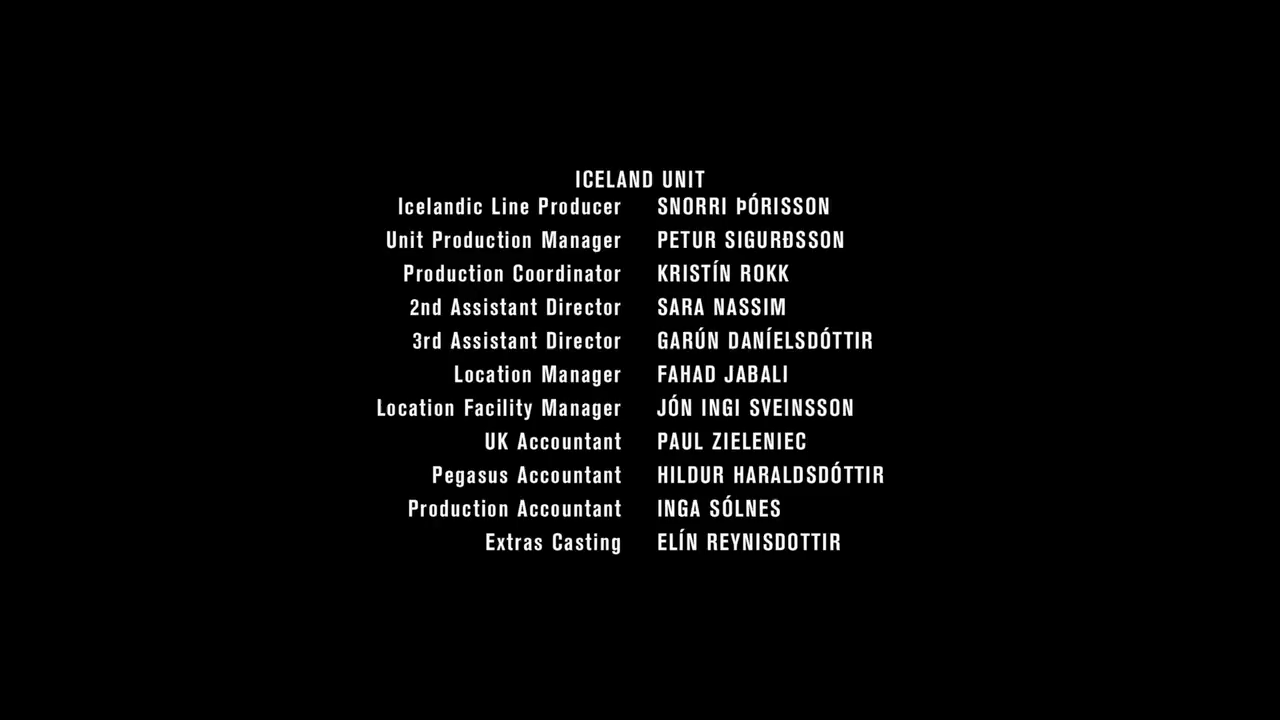 ICELAND UNIT
Icelandic Line Producer SNORRI ÞÓRISSON
Unit Production Manager PETUR SIGURÐSSON
Production Coordinator KRISTÍN ROKK
2nd Assistant Director SARA NASSIM
3rd Assistant Director GARÚN DANÍELSDÓTTIR
Location Manager FAHAD JABALI
Location Facility Manager JÓN INGI SVEINSSON
UK Accountant PAUL ZIELENIEC
Pegasus Accountant HILDUR HARALDSDÓTTIR
Production Accountant INGA SÓLNES
Extras Casting ELÍN REYNISDOTTIR